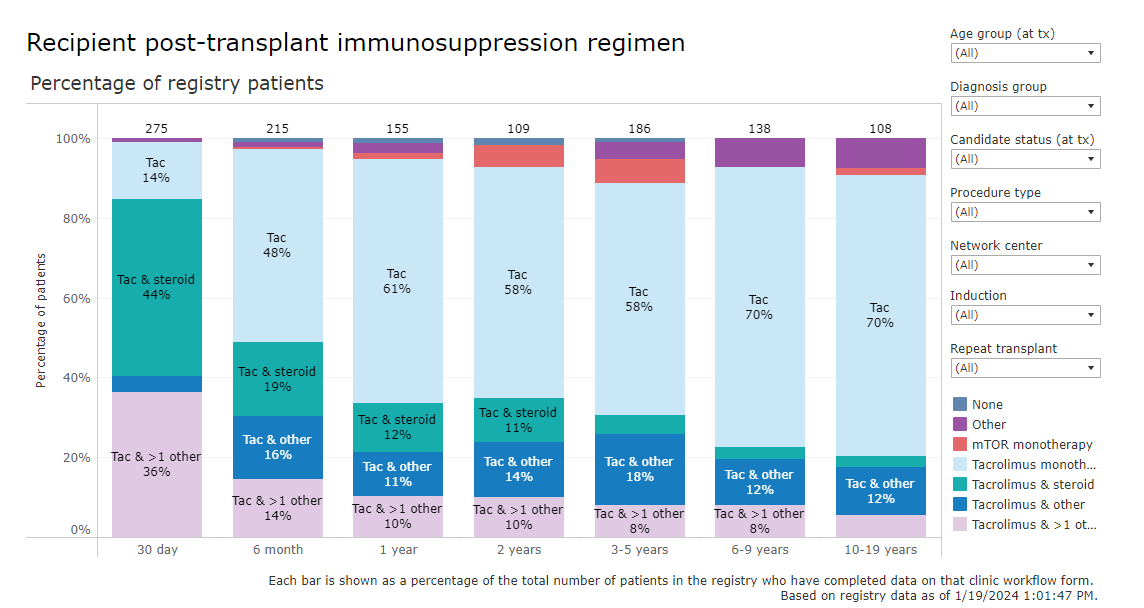 Recipient post-transplant immunosuppression regimen
Percentage of registry patients
275 215 155 109 186 138 108
100%
80%
60%
40%
20%
0%
Percentage of patients
Tac
14%
Tac & steroid
44%
Tac & >1 other
36%
Tac
48%
Tac & steroid
19%
Tac & other
16%
Tac & >1 other
14%
Tac
61%
Tac & steroid
12%
Tac & other
11%
Tac & >1 other
10%
Tac
58%
Tac & steroid
11%
Tac & other
14%
Tac & >1 other
10%
Tac
58%
Tac & other
18%
Tac & >1 other
8%
Tac
70%
Tac & other
12%
Tac & >1 other
8%
Tac
70%
Tac & other
12%
30 day 6 month 1 year 2 years 3-5 years 6-9 years 10-19 years
Age group (at tx)
(All)
Diagnosis group
(All)
Candidate status (at tx)
(All)
Procedure type
(All)
Network center
(All)
Induction
(All)
Repeat transplant
(All)
None
Other
mTOR monotherapy
Tacrolimus monoth...
Tacrolimus & steroid
Tacrolimus & other
Tacrolimus & >1 ot...
Each bar is shown as a percentage of the total number of patients in the registry who have completed data on that clinic workflow form.
Based on registry data as of 1/19/2024 1:01:47 PM.